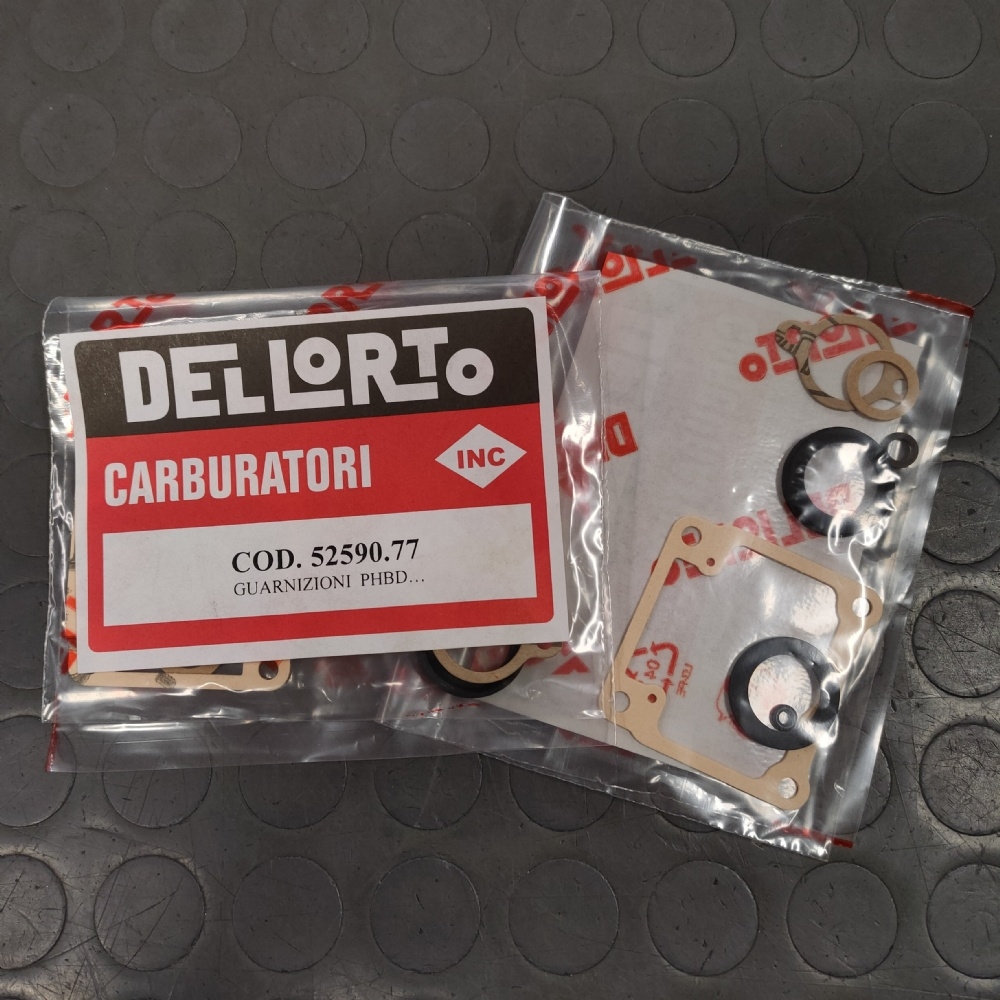 DELLORTO
CARBURATORI
INC
COD. 52590.77
GUARNIZIONI PHBD...